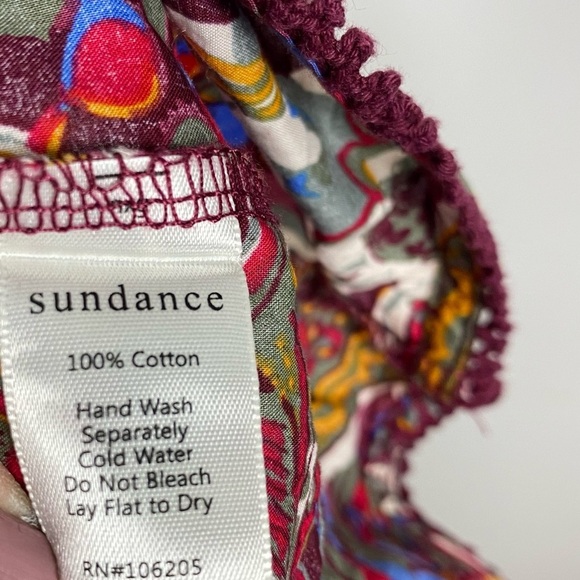 sundance
100% Cotton
Hand Wash
Separately
Cold Water
Do Not Bleach
Lay Flat to Dry
RN#106205